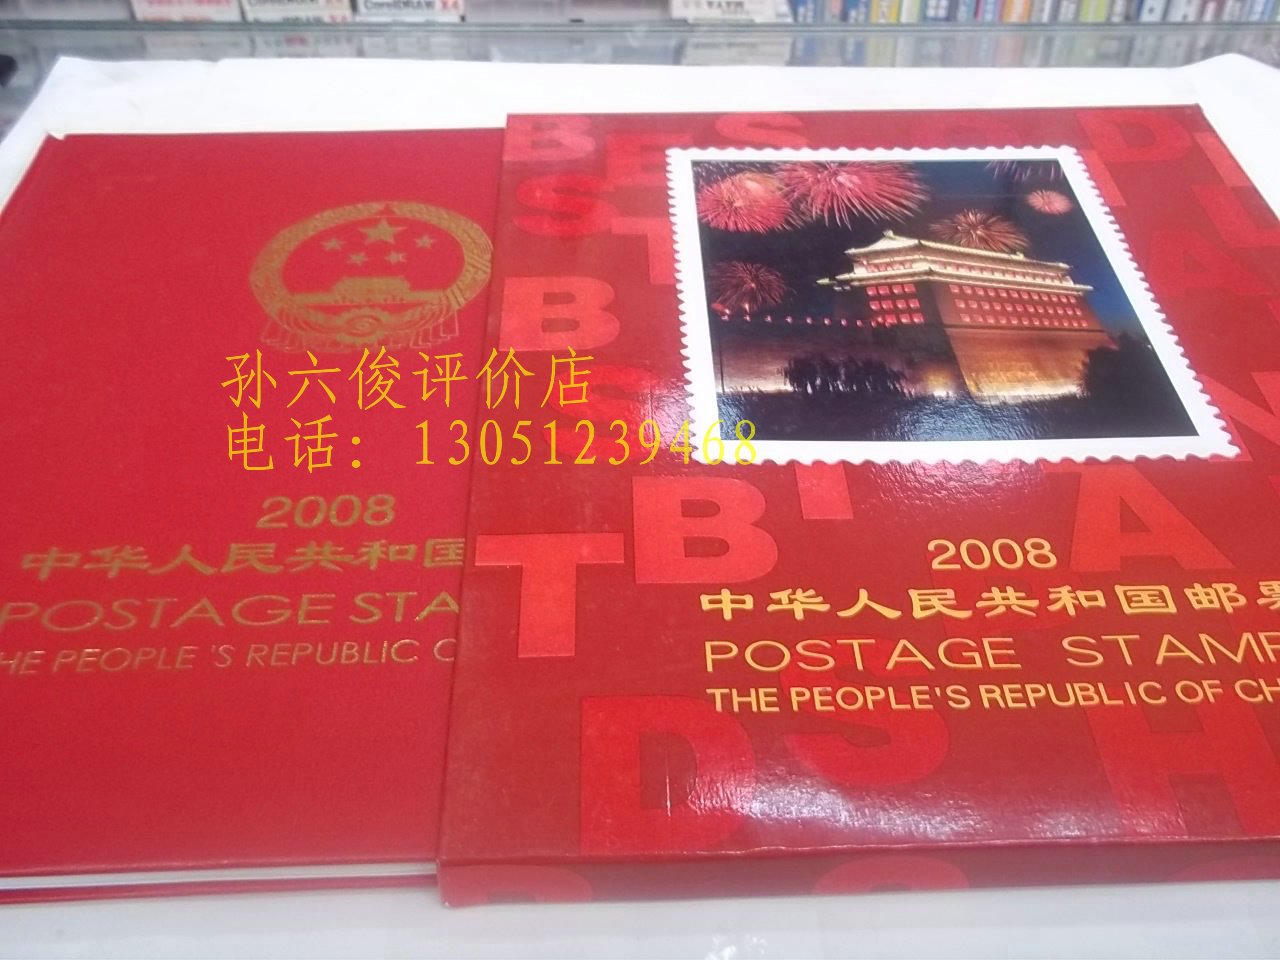 孙六俊评价店
电话：13051239468
2008
中华人民共和国
POSTAGE STA
HE PEOPLE 'S REPUBLIC
2008
中华人民共和国邮票
POSTAGE STAMP
THE PEOPLE'S REPUBLIC OF CH